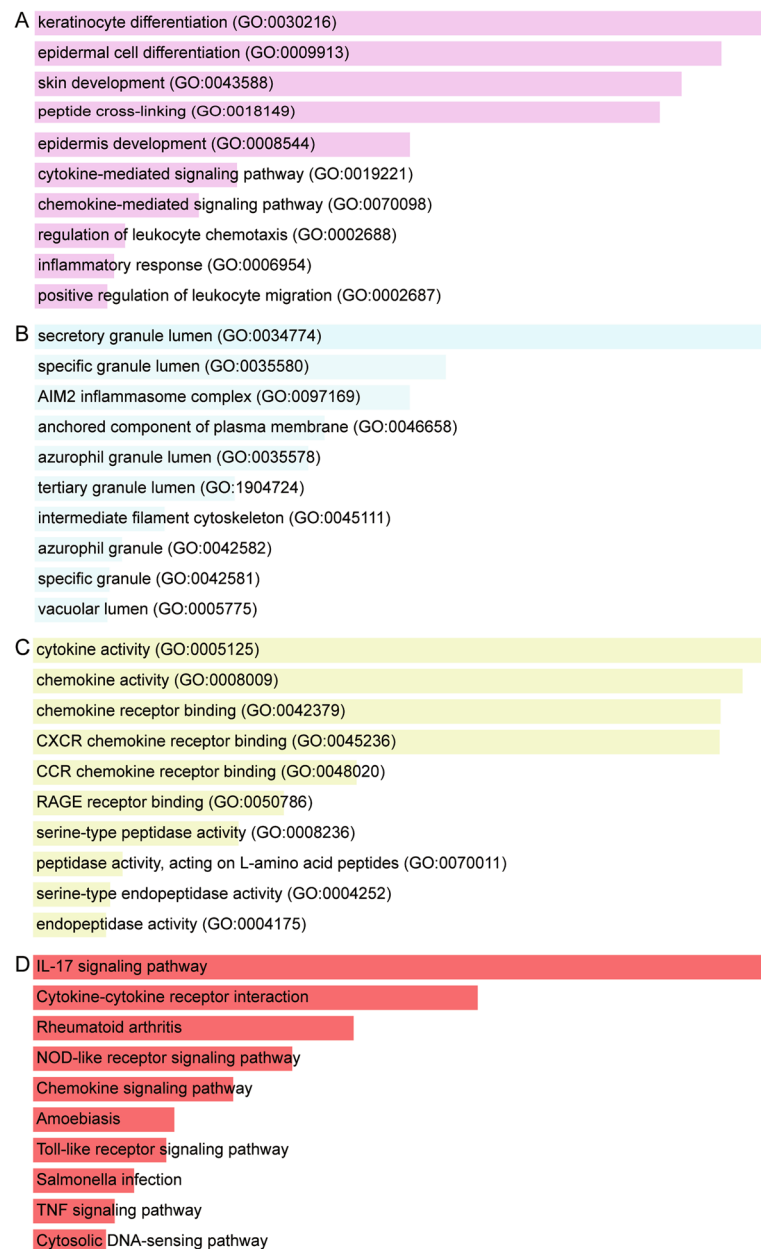 A
keratinocyte differentiation (GO:0030216)
epidermal cell differentiation (GO:0009913)
skin development (GO:0043588)
peptide cross-linking (GO:0018149)
epidermis development (GO:0008544)
cytokine-mediated signaling pathway (GO:0019221)
chemokine-mediated signaling pathway (GO:0070098)
regulation of leukocyte chemotaxis (GO:0002688)
inflammatory response (GO:0006954)
positive regulation of leukocyte migration (GO:0002687)
B
secretory granule lumen (GO:0034774)
specific granule lumen (GO:0035580)
AIM2 inflammasome complex (GO:0097169)
anchored component of plasma membrane (GO:0046658)
azurophil granule lumen (GO:0035578)
tertiary granule lumen (GO:1904724)
intermediate filament cytoskeleton (GO:0045111)
azurophil granule (GO:0042582)
specific granule (GO:0042581)
vacuolar lumen (GO:0005775)
C
cytokine activity (GO:0005125)
chemokine activity (GO:0008009)
chemokine receptor binding (GO:0042379)
CXCR chemokine receptor binding (GO:0045236)
CCR chemokine receptor binding (GO:0048020)
RAGE receptor binding (GO:0050786)
serine-type peptidase activity (GO:0008236)
peptidase activity, acting on L-amino acid peptides (GO:0070011)
serine-type endopeptidase activity (GO:0004252)
endopeptidase activity (GO:0004175)
D
IL-17 signaling pathway
Cytokine-cytokine receptor interaction
Rheumatoid arthritis
NOD-like receptor signaling pathway
Chemokine signaling pathway
Amoebiasis
Toll-like receptor signaling pathway
Salmonella infection
TNF signaling pathway
Cytosolic DNA-sensing pathway